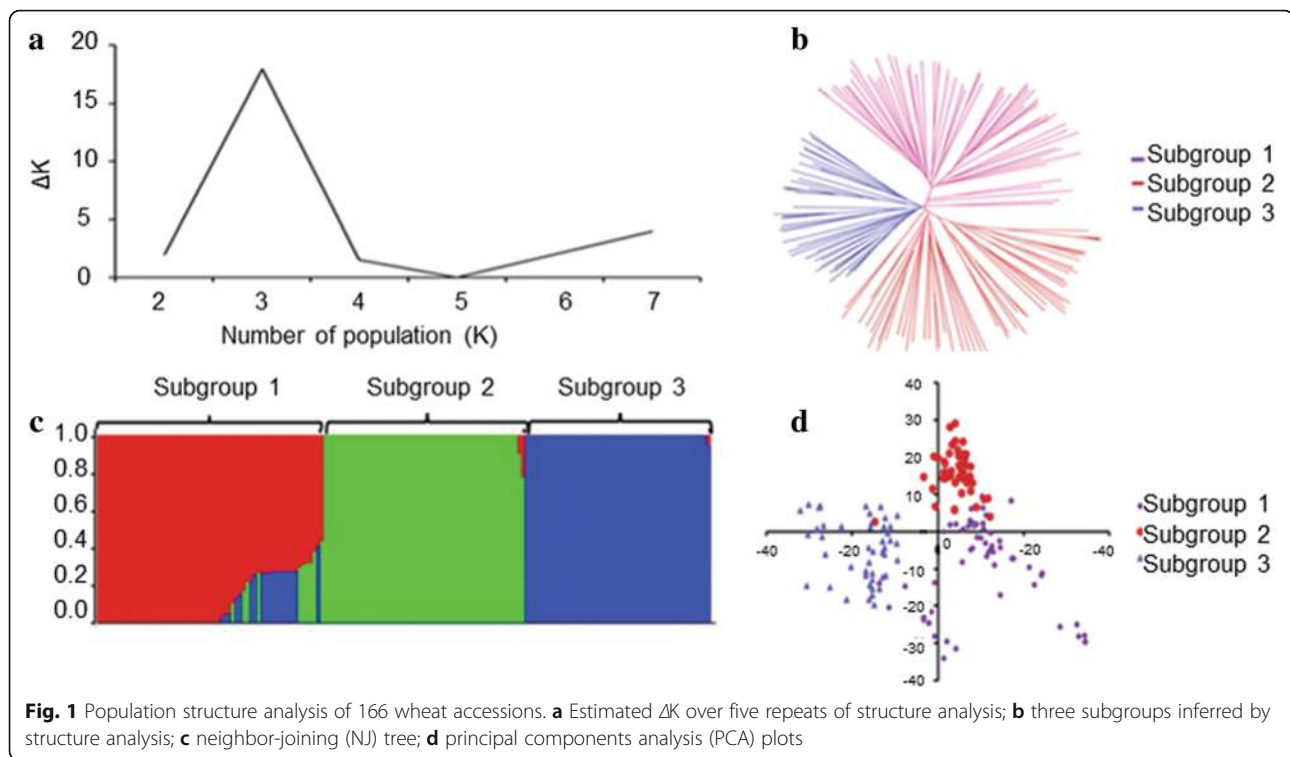 a
20
15
10
5
0
ΔK
2 3 4 5 6 7
Number of population (K)
b
Subgroup 1
Subgroup 2
Subgroup 3
c
Subgroup 1 Subgroup 2 Subgroup 3
1.0
0.8
0.6
0.4
0.2
0.0
d
40
30
20
10
-40 -20 0 -20 -40
-10
-20
-30
-40
Subgroup 1
Subgroup 2
Subgroup 3
Fig. 1 Population structure analysis of 166 wheat accessions. a Estimated ΔK over five repeats of structure analysis; b three subgroups inferred by
structure analysis; c neighbor-joining (NJ) tree; d principal components analysis (PCA) plots